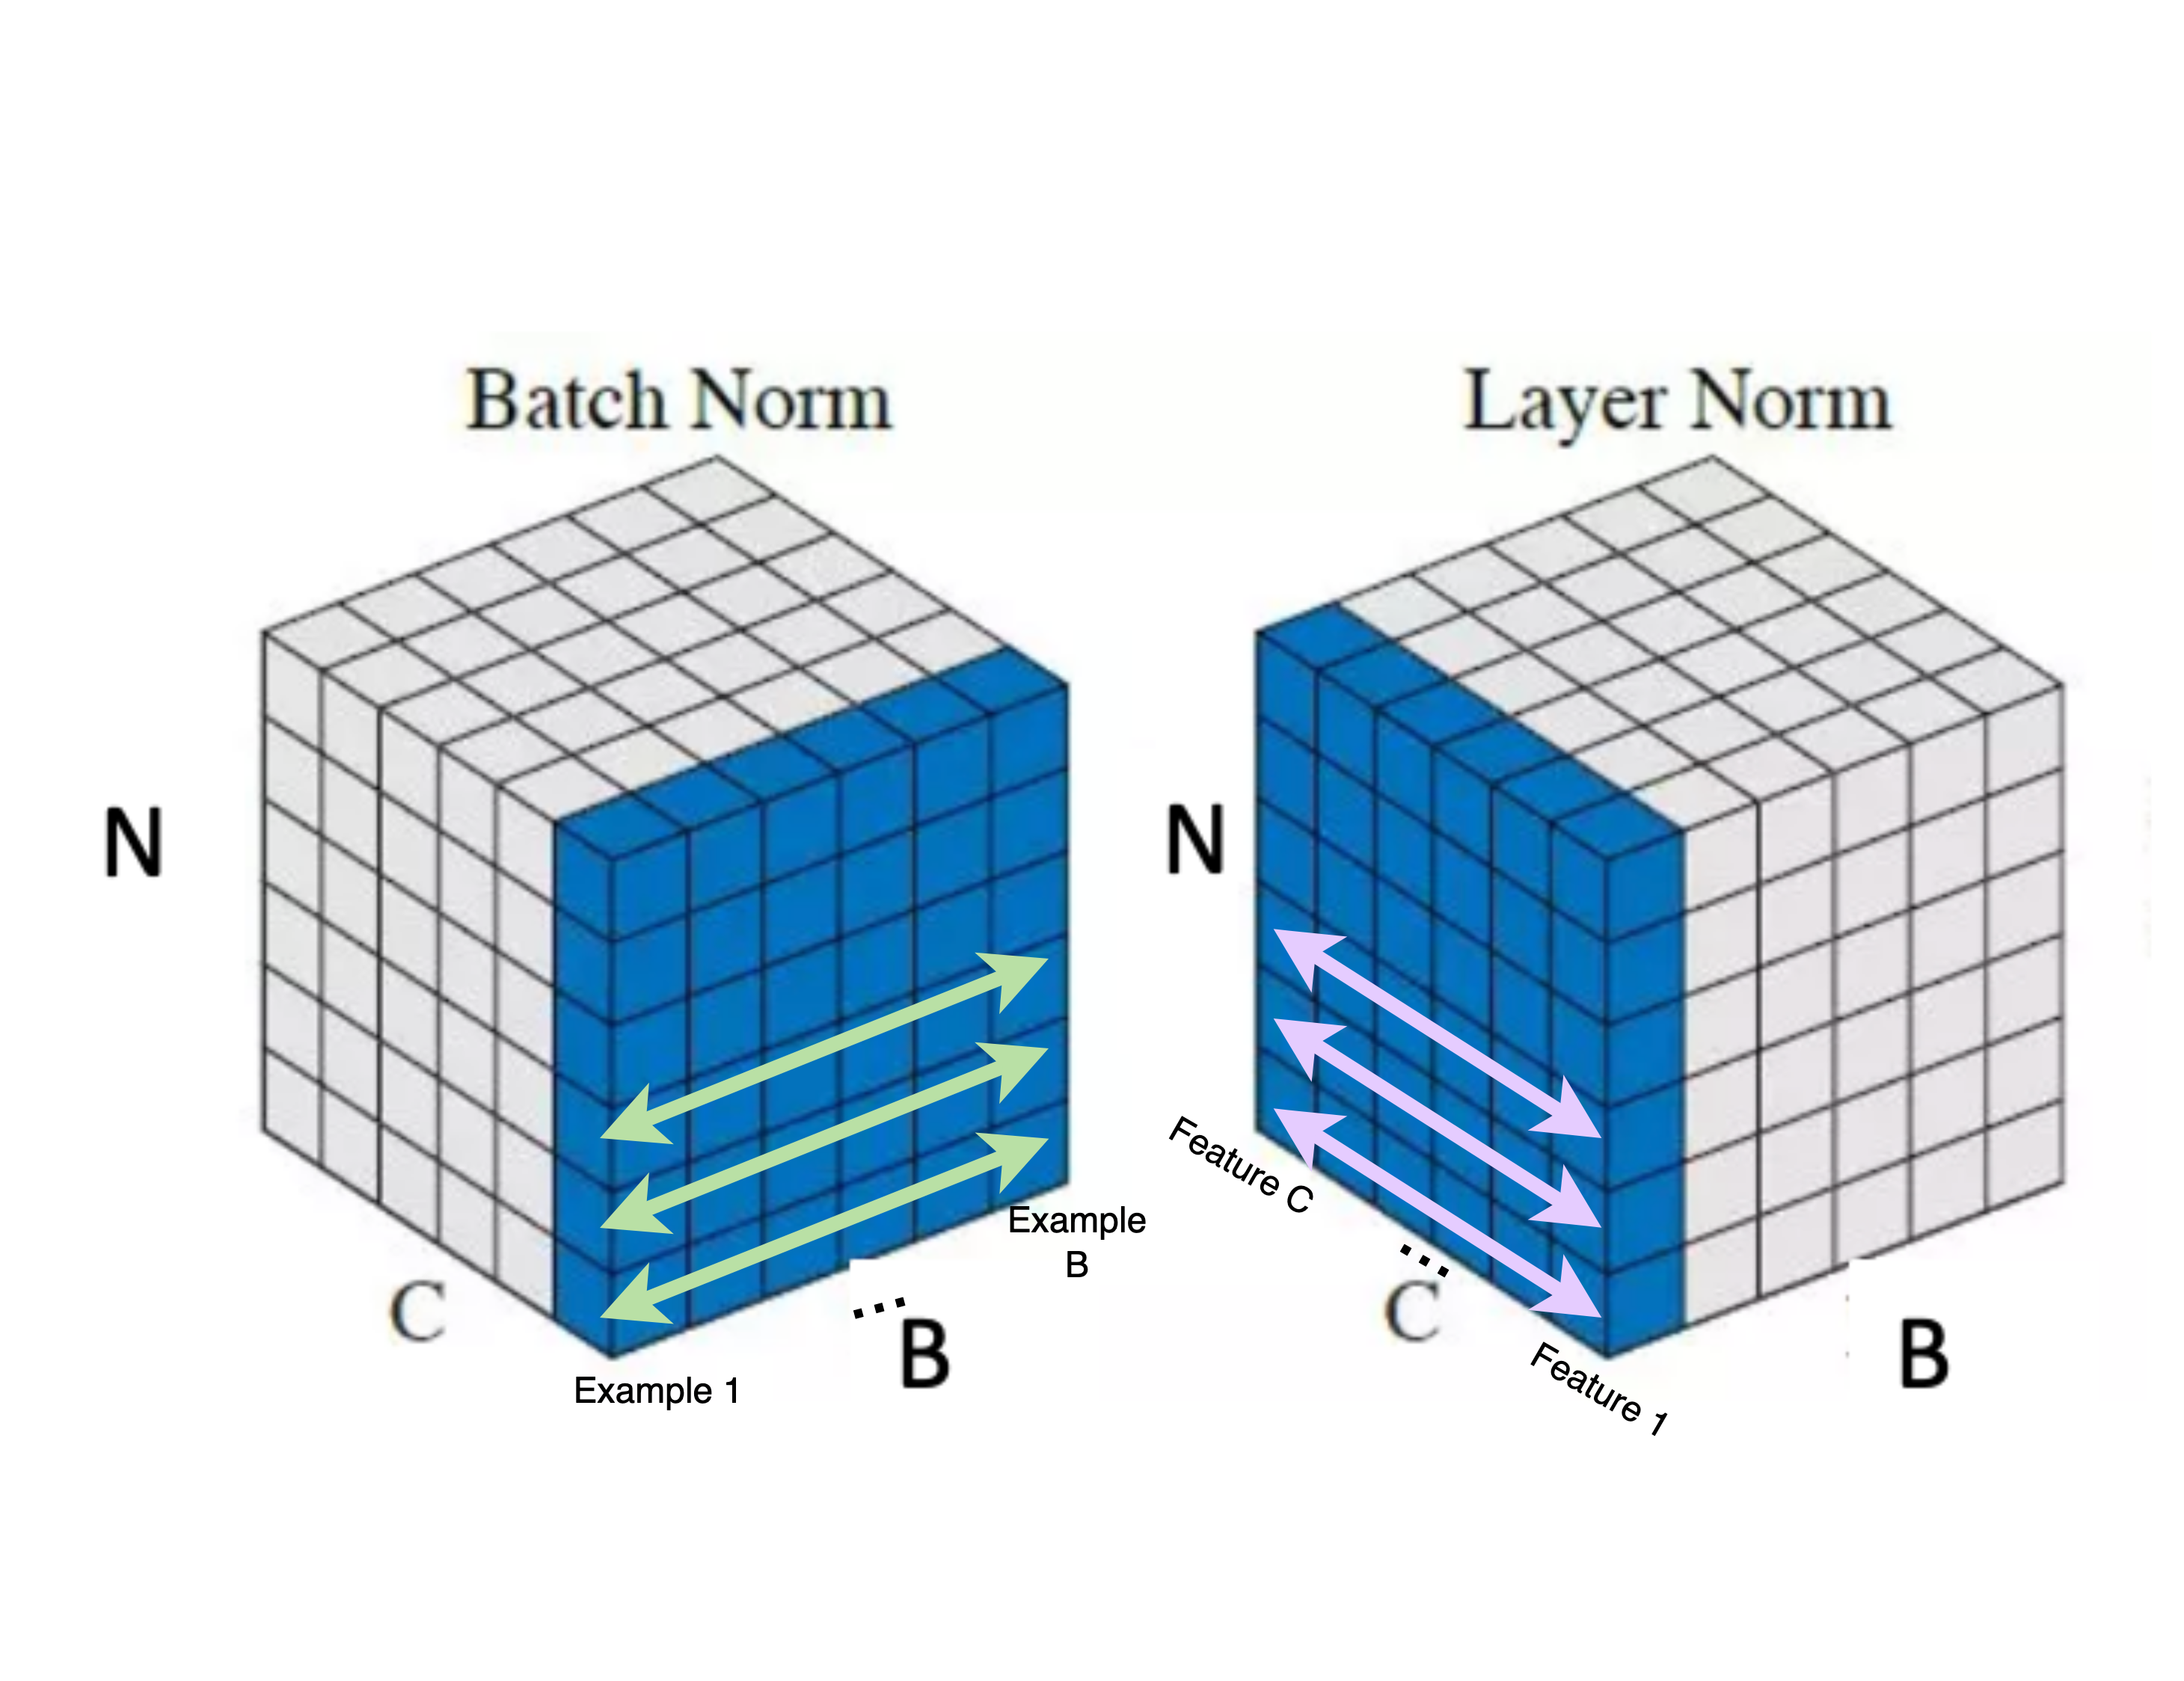 Batch Norm
N
C
Example 1
...
B
Example
B
Layer Norm
N
Feature C
...
C
Feature 1
B